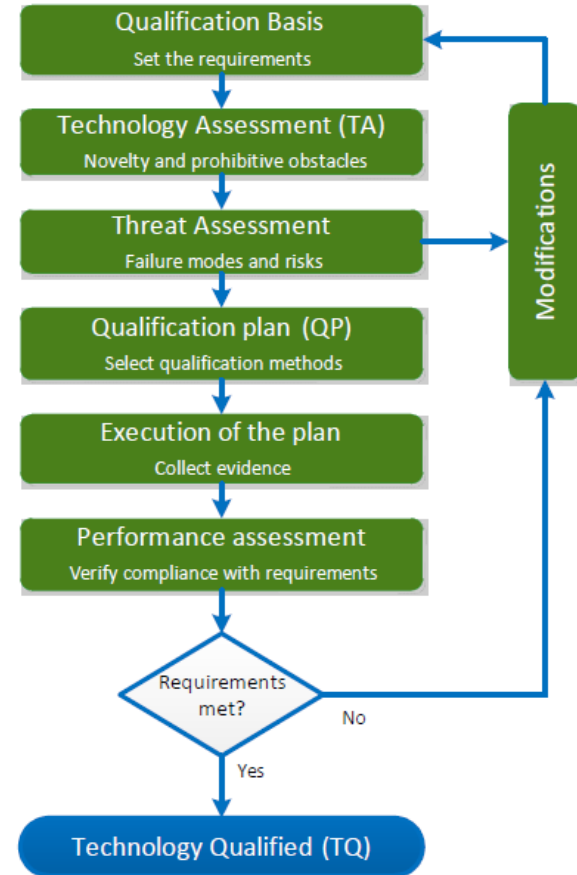 Qualification Basis
Set the requirements
Technology Assessment (TA)
Novelty and prohibitive obstacles
Threat Assessment
Failure modes and risks
Modifications
Qualification plan (QP)
Select qualification methods
Execution of the plan
Collect evidence
Performance assessment
Verify compliance with requirements
Requirements
met?
No
Yes
Technology Qualified (TQ)